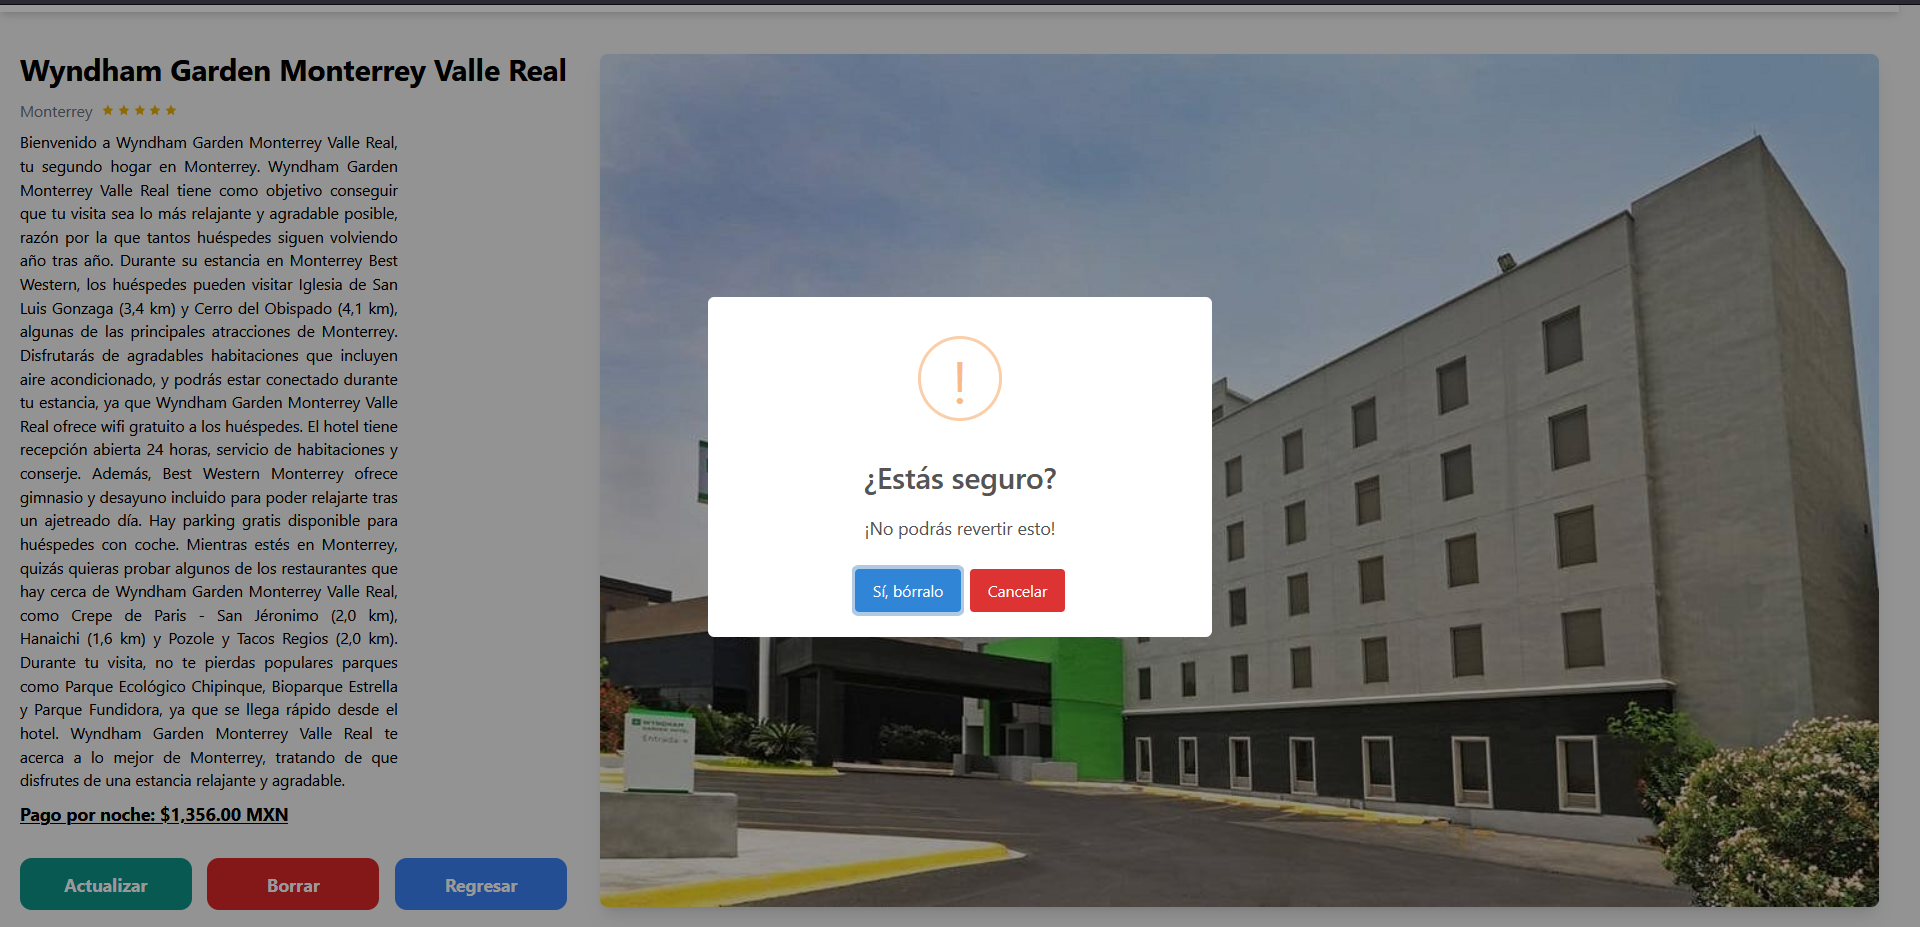 Wyndham Garden Monterrey Valle Real
Monterrey
Bienvenido a Wyndham Garden Monterrey Valle Real,
tu segundo hogar en Monterrey. Wyndham Garden
Monterrey Valle Real tiene como objetivo conseguir
que tu visita sea lo más relajante y agradable posible,
razón por la que tantos huéspedes siguen volviendo
año tras año. Durante su estancia en Monterrey Best
Western, los huéspedes pueden visitar Iglesia de San
Luis Gonzaga (3,4 km) y Cerro del Obispado (4,1 km),
algunas de las principales atracciones de Monterrey.
Disfrutarás de agradables habitaciones que incluyen
aire acondicionado, y podrás estar conectado durante
tu estancia, ya que Wyndham Garden Monterrey Valle
Real ofrece wifi gratuito a los huéspedes. El hotel tiene
recepción abierta 24 horas, servicio de habitaciones y
conserje. Además, Best Western Monterrey ofrece
gimnasio y desayuno incluido para poder relajarte tras
un ajetreado día. Hay parking gratis disponible para
huéspedes con coche. Mientras estés en Monterrey,
quizás quieras probar algunos de los restaurantes que
hay cerca de Wyndham Garden Monterrey Valle Real,
como Crepe de Paris - San Jéronimo (2,0 km),
Hanaichi (1,6 km) y Pozole y Tacos Regios (2,0 km).
Durante tu visita, no te pierdas populares parques
como Parque Ecológico Chipinque, Bioparque Estrella
y Parque Fundidora, ya que se llega rápido desde el
hotel. Wyndham Garden Monterrey Valle Real te
acerca a lo mejor de Monterrey, tratando de que
disfrutes de una estancia relajante y agradable.
Pago por noche: $1,356.00 MXN
Actualizar
Borrar
Regresar
¿Estás seguro?
¡No podrás revertir esto!
Sí, bórralo
Cancelar
WYNDHAM
GARDEN HOTEL
Entrada